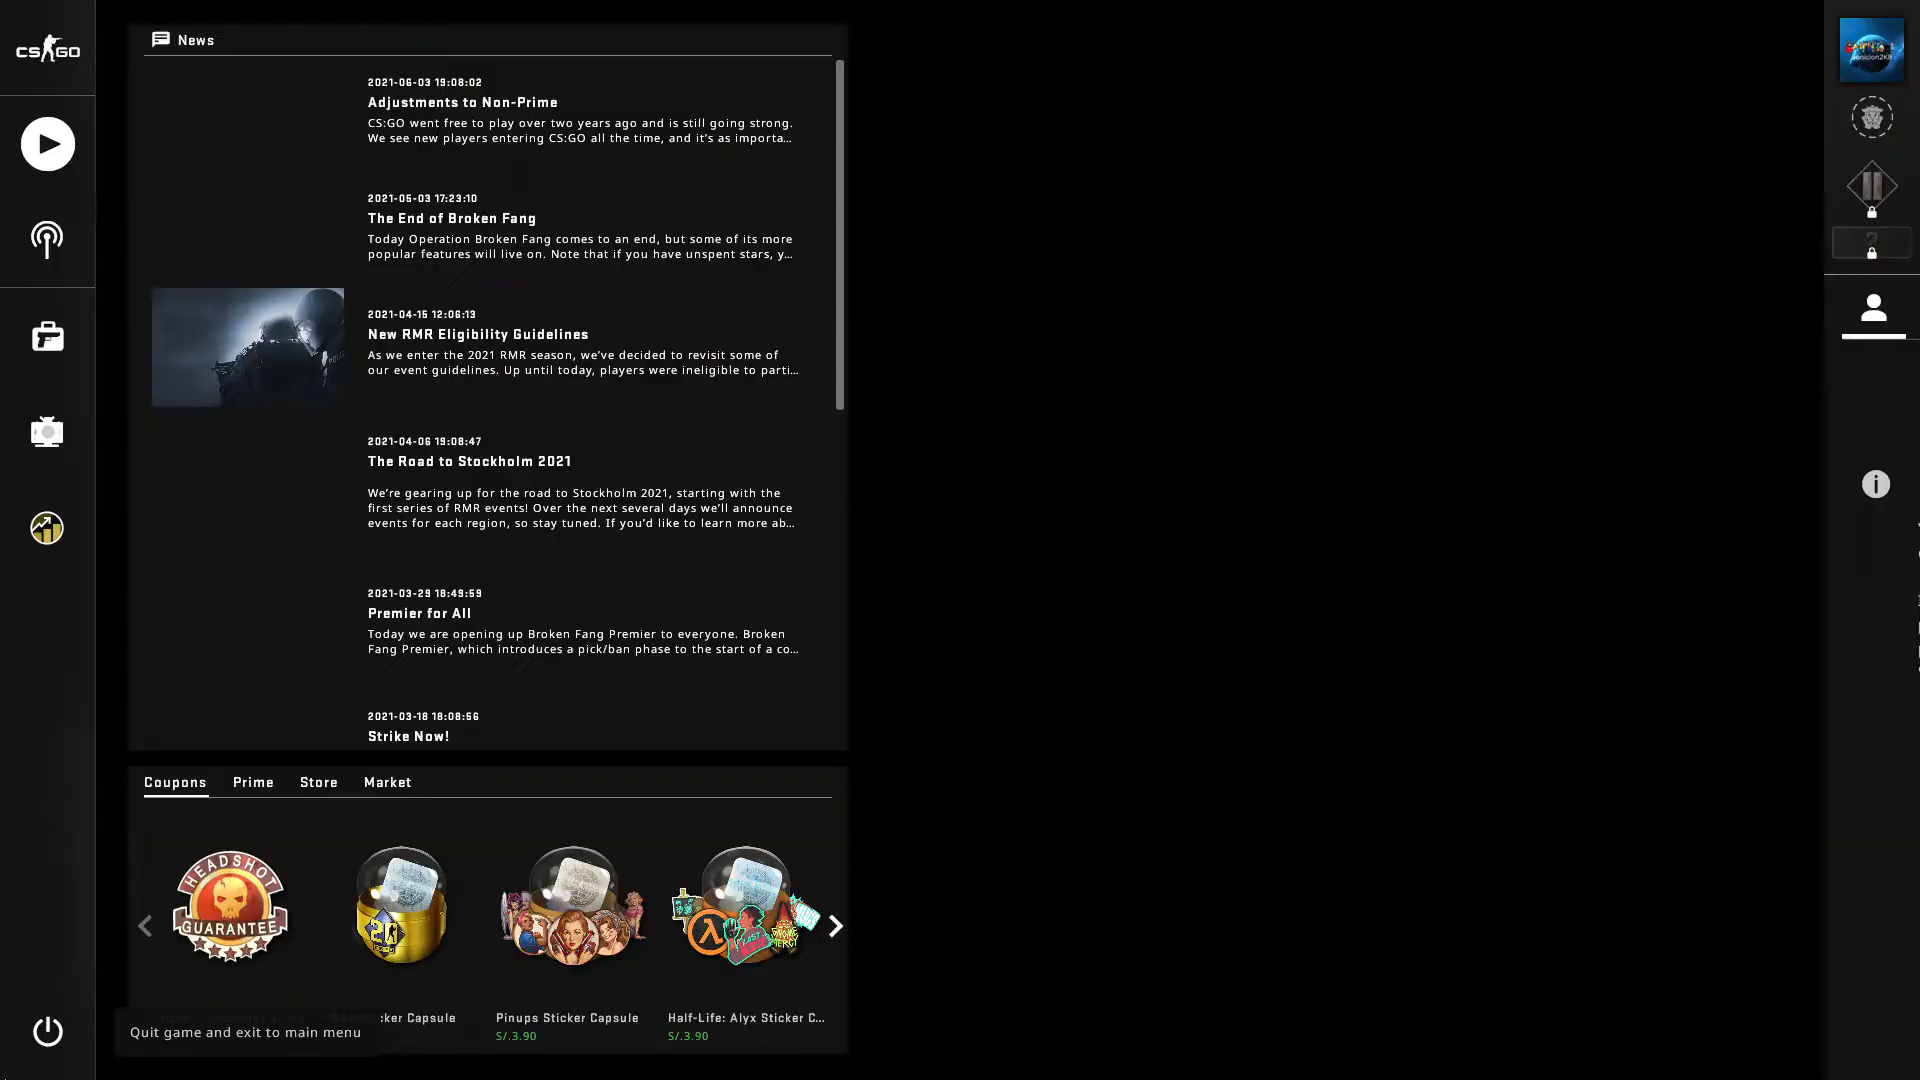 CS GO
News
2021-06-03 19:08:02
Adjustments to Non-Prime
CS:GO went free to play over two years ago and is still going strong.
We see new players entering CS:GO all the time, and it's as importa...
2021-05-03 17:23:10
The End of Broken Fang
Today Operation Broken Fang comes to an end, but some of its more
popular features will live on. Note that if you have unspent stars, y...
2021-04-15 12:06:13
New RMR Eligibility Guidelines
As we enter the 2021 RMR season, we've decided to revisit some of
our event guidelines. Up until today, players were ineligible to parti...
2021-04-06 19:08:47
The Road to Stockholm 2021
We're gearing up for the road to Stockholm 2021, starting with the
first series of RMR events! Over the next several days we'll announce
events for each region, so stay tuned. If you'd like to learn more ab...
2021-03-29 18:49:59
Premier for All
Today we are opening up Broken Fang Premier to everyone. Broken
Fang Premier, which introduces a pick/ban phase to the start of a co...
2021-03-18 18:08:56
Strike Now!
Coupons Prime Store Market
HEADSHOT
GUARANTEE
ker Capsule
Pinups Sticker Capsule
S/.3.90
Half-Life: Alyx Sticker C...
S/.3.90
Quit game and exit to main menu